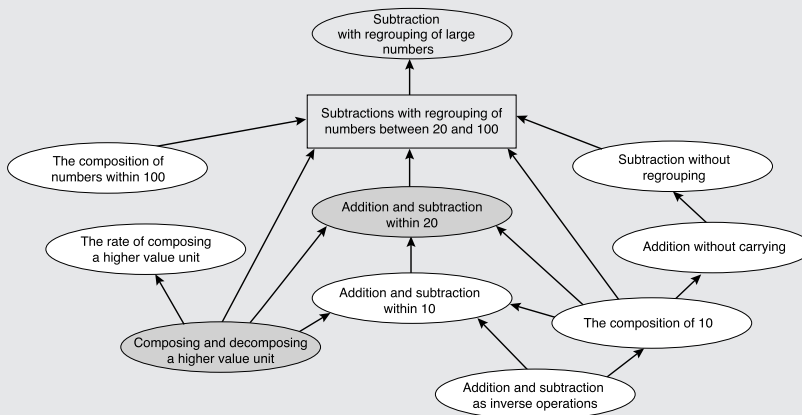 Subtraction
with regrouping of large
numbers
Subtractions with regrouping of
numbers between 20 and 100
The composition of
numbers within 100
Subtraction without
regrouping
Addition and subtraction
within 20
The rate of composing
a higher value unit
Addition without carrying
Addition and subtraction
within 10
The composition of 10
Composing and decomposing
a higher value unit
Addition and subtraction
as inverse operations